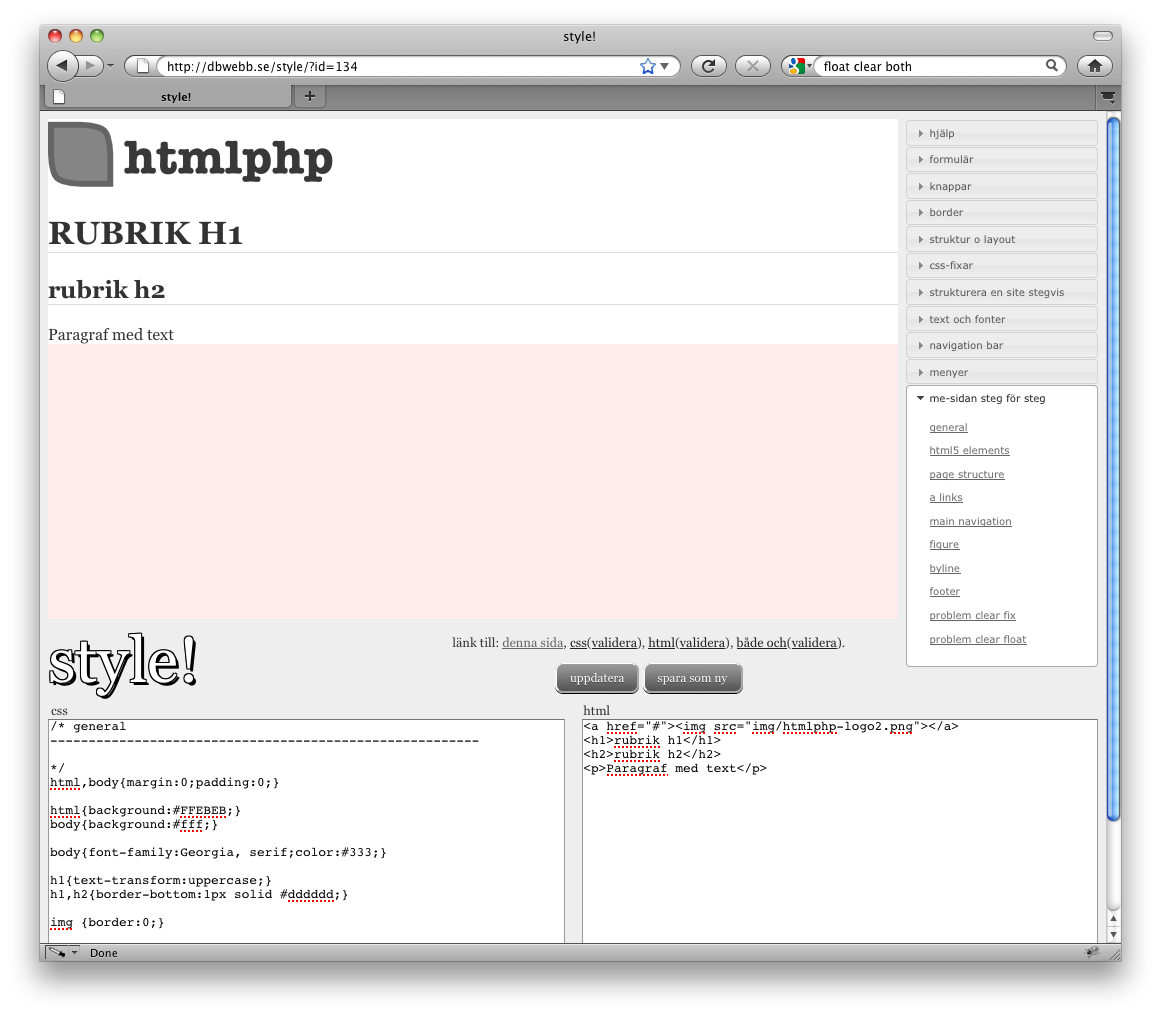 style!
http://dbwebb.se/style/?id=134
float clear both
style!
htmlphp
RUBRIK H1
rubrik h2
Paragraf med text
hjälp
formulär
knappar
border
struktur o layout
css-fixar
strukturera en site stegvis
text och fonter
navigation bar
menyer
me-sidan steg för steg
general
html5 elements
page structure
a links
main navigation
figure
byline
footer
problem clear fix
problem clear float
style!
länk till: denna sida, css(validera), html(validera), både och(validera).
uppdatera spara som ny
css
/* general
--------------------------------------------------------
*/
html,body{margin:0;padding:0;}
html{background:#FFEBEB;}
body{background:#fff;}
body{font-family:Georgia, serif;color:#333;}
h1{text-transform:uppercase;}
h1,h2{border-bottom:1px solid #dddddd;}
img {border:0;}
html
<a href="#"><img src="img/htmlphp-logo2.png"></a>
<h1>rubrik h1</h1>
<h2>rubrik h2</h2>
<p>Paragraf med text</p>
Done